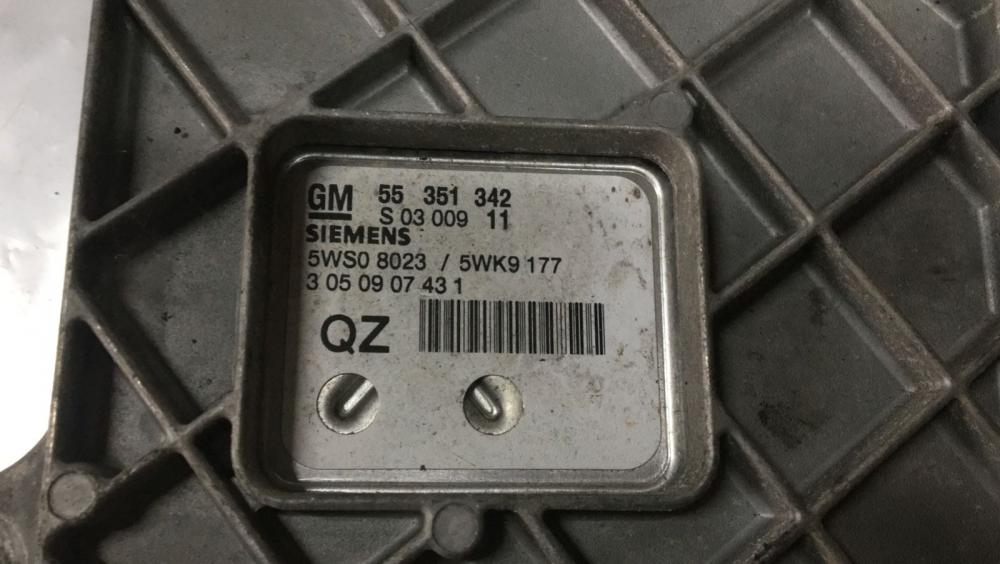 GM 55 351 342
S 03 009 11
SIEMENS
5WS0 8023 / 5WK9 177
3 05 09 07 43 1
QZ